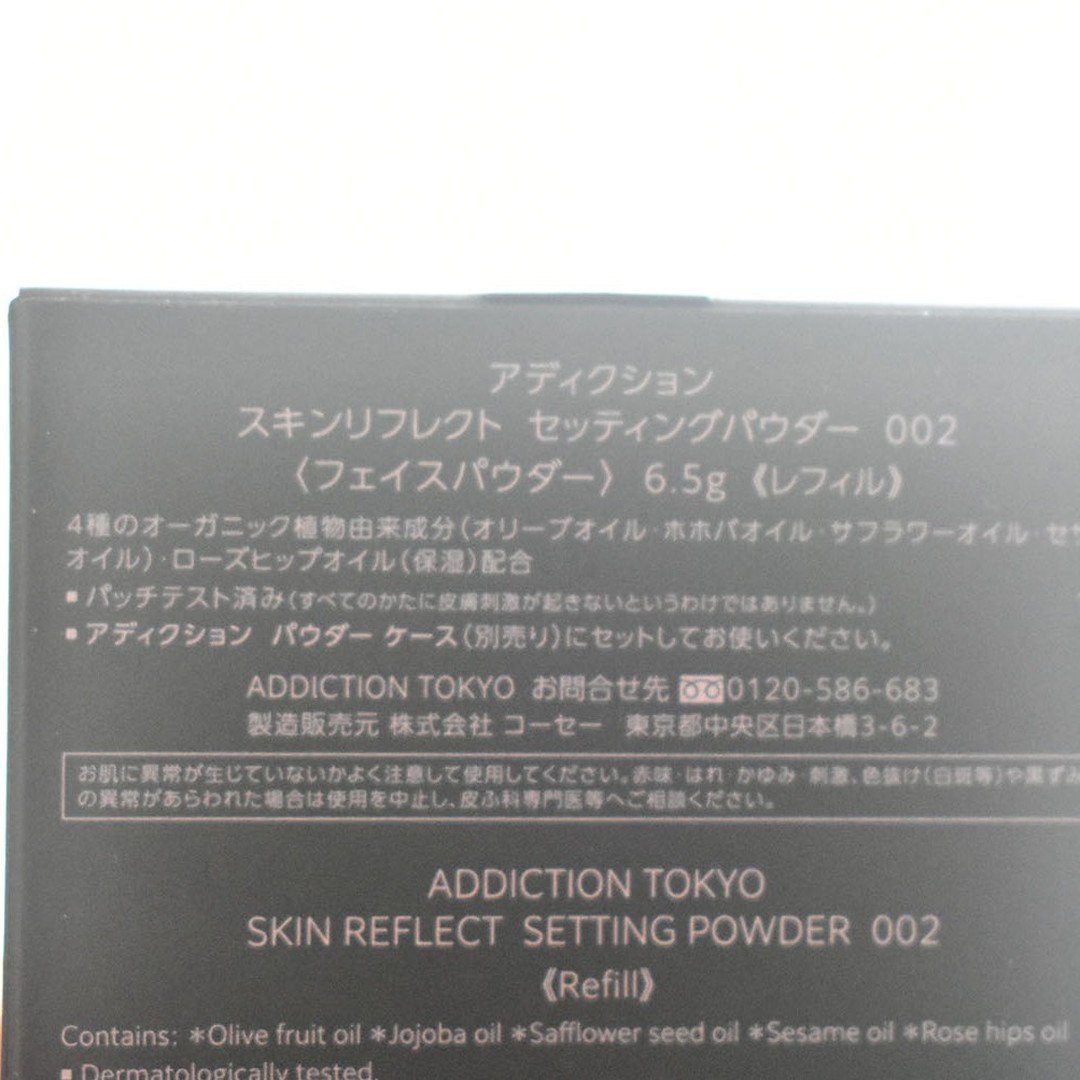 アディクション
スキンリフレクト セッティングパウダー 002
〈フェイスパウダー〉 6.5g 《レフィル》
4種のオーガニック植物由来成分(オリーブオイル・ホホバオイル・サフラワーオイル・セサ
オイル)・ローズヒップオイル(保湿)配合
▪パッチテスト済み(すべてのかたに皮膚刺激が起きないというわけではありません。)
▪アディクション パウダー ケース(別売り)にセットしてお使いください。
ADDICTION TOKYO お問合せ先 0120-586-683
製造販売元 株式会社 コーセー 東京都中央区日本橋3-6-2
お肌に異常が生じていないかよく注意して使用してください。赤味・はれ・かゆみ・刺激、色抜け(白斑等)や黒ずみ
の異常があらわれた場合は使用を中止し、皮ふ科専門医等へご相談ください。
ADDICTION TOKYO
SKIN REFLECT SETTING POWDER 002
《Refill》
Contains: *Olive fruit oil *Jojoba oil *Safflower seed oil *Sesame oil *Rose hips oil
▪Dermatologically tested.